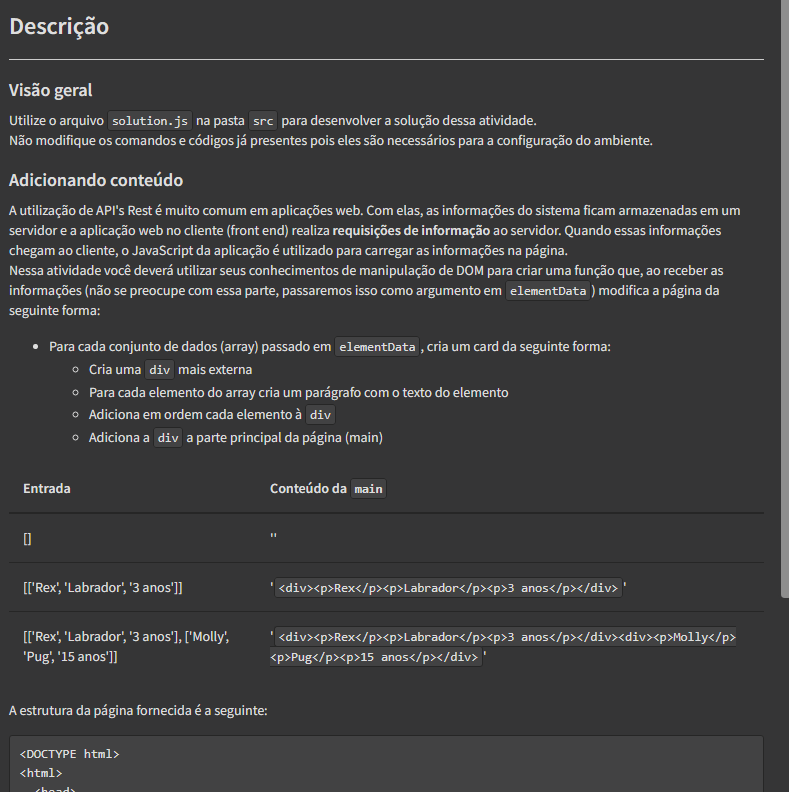 Descrição
Visão geral
Utilize o arquivo solution.js na pasta src para desenvolver a solução dessa atividade.
Não modifique os comandos e códigos já presentes pois eles são necessários para a configuração do ambiente.
Adicionando conteúdo
A utilização de API's Rest é muito comum em aplicações web. Com elas, as informações do sistema ficam armazenadas em um
servidor e a aplicação web no cliente (front end) realiza requisições de informação ao servidor. Quando essas informações
chegam ao cliente, o JavaScript da aplicação é utilizado para carregar as informações na página.
Nessa atividade você deverá utilizar seus conhecimentos de manipulação de DOM para criar uma função que, ao receber as
informações (não se preocupe com essa parte, passaremos isso como argumento em elementData) modifica a página da
seguinte forma:
• Para cada conjunto de dados (array) passado em elementData, cria um card da seguinte forma:
◦ Cria uma div mais externa
◦ Para cada elemento do array cria um parágrafo com o texto do elemento
◦ Adiciona em ordem cada elemento à div
◦ Adiciona a div a parte principal da página (main)
Entrada Conteúdo da main
[] ''
[['Rex', 'Labrador', '3 anos']] '<div><p>Rex</p><p>Labrador</p><p>3 anos</p></div>'
[['Rex', 'Labrador', '3 anos'], ['Molly', '<div><p>Rex</p><p>Labrador</p><p>3 anos</p></div><div><p>Molly</p>
'Pug', '15 anos']] <p>Pug</p><p>15 anos</p></div>'
A estrutura da página fornecida é a seguinte:
<DOCTYPE html>
<html>
<head>